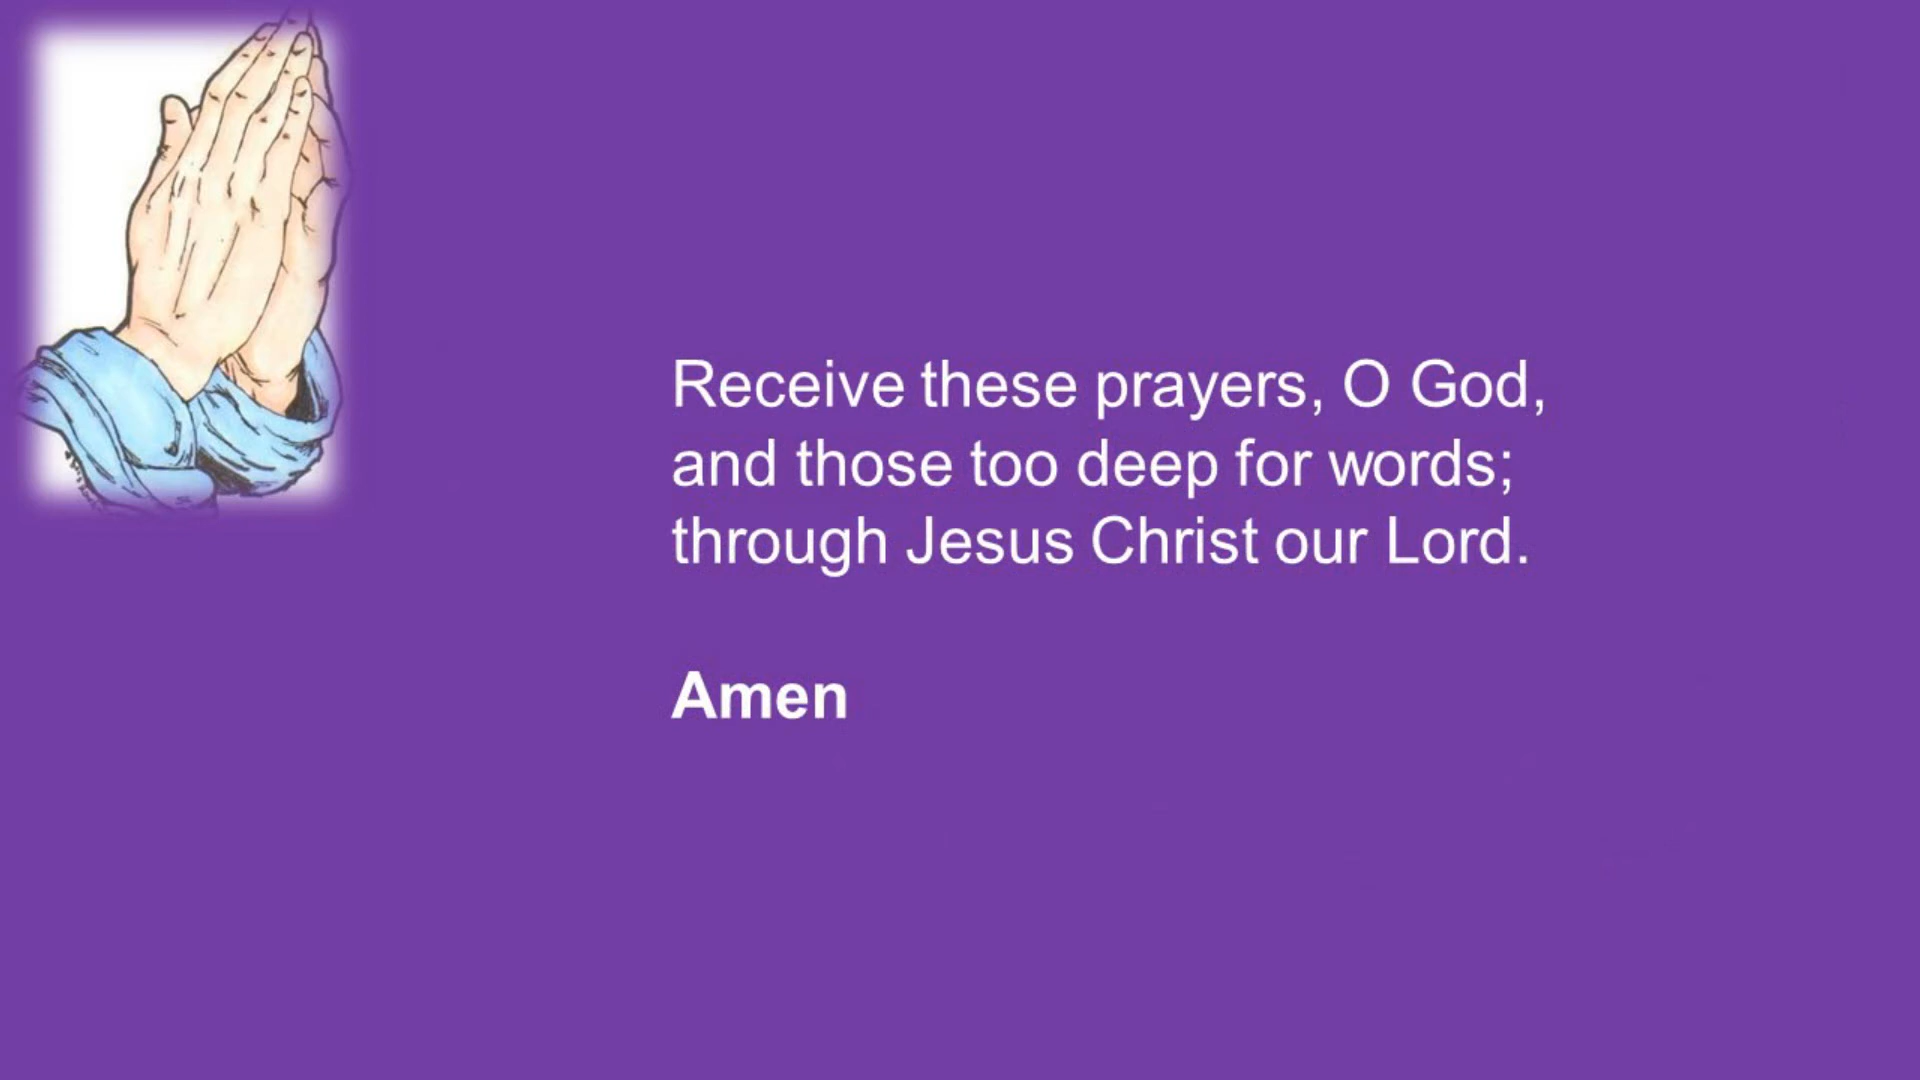 Receive these prayers, O God,
and those too deep for words;
through Jesus Christ our Lord.
Amen